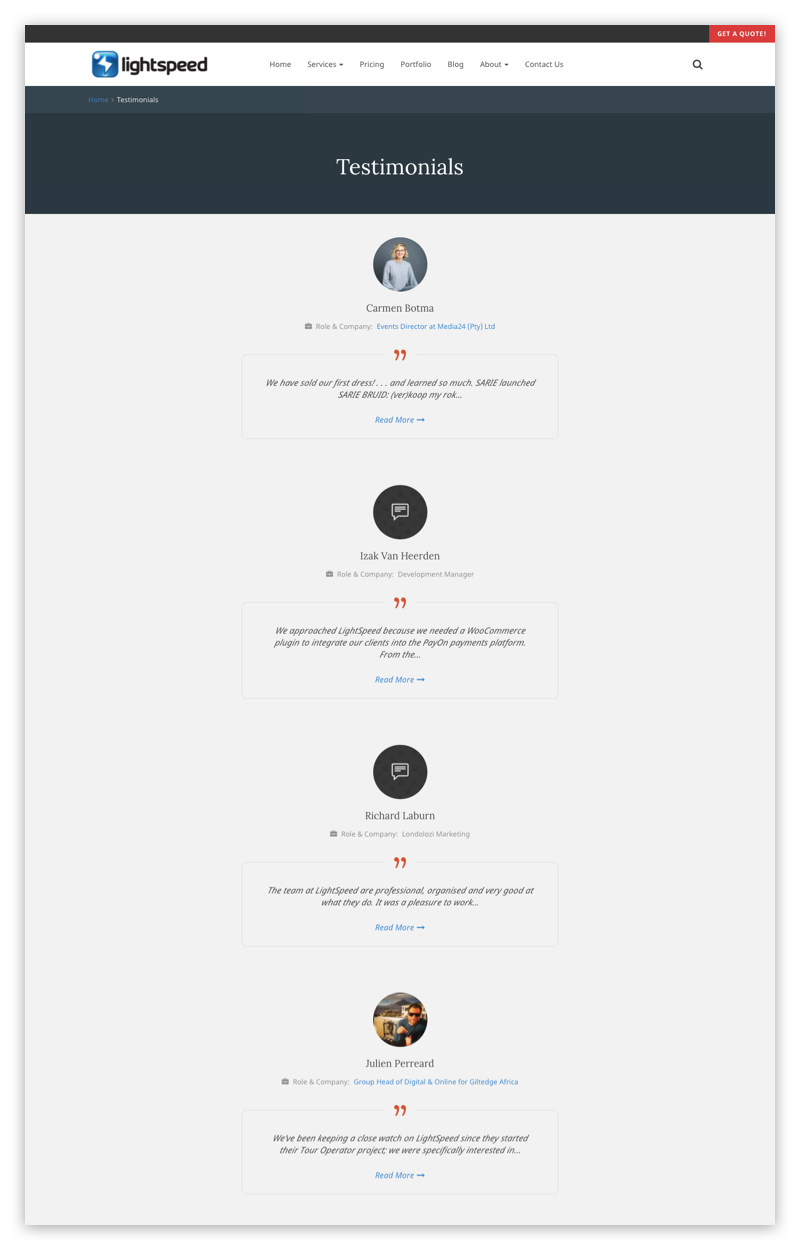 GET A QUOTE!
lightspeed
Home Services Pricing Portfolio Blog About Contact Us
Home › Testimonials
Testimonials
Carmen Botma
Role & Company: Events Director at Media24 (Pty) Ltd
”
We have sold our first dress! . . . and learned so much. SARIE launched
SARIE BRUID: (ver)koop my rok...
Read More →
Izak Van Heerden
Role & Company: Development Manager
”
We approached LightSpeed because we needed a WooCommerce
plugin to integrate our clients into the PayOn payments platform.
From the...
Read More →
Richard Laburn
Role & Company: Londolozi Marketing
”
The team at LightSpeed are professional, organised and very good at
what they do. It was a pleasure to work...
Read More →
Julien Perreard
Role & Company: Group Head of Digital & Online for Giltedge Africa
”
We've been keeping a close watch on LightSpeed since they started
their Tour Operator project; we were specifically interested in...
Read More →